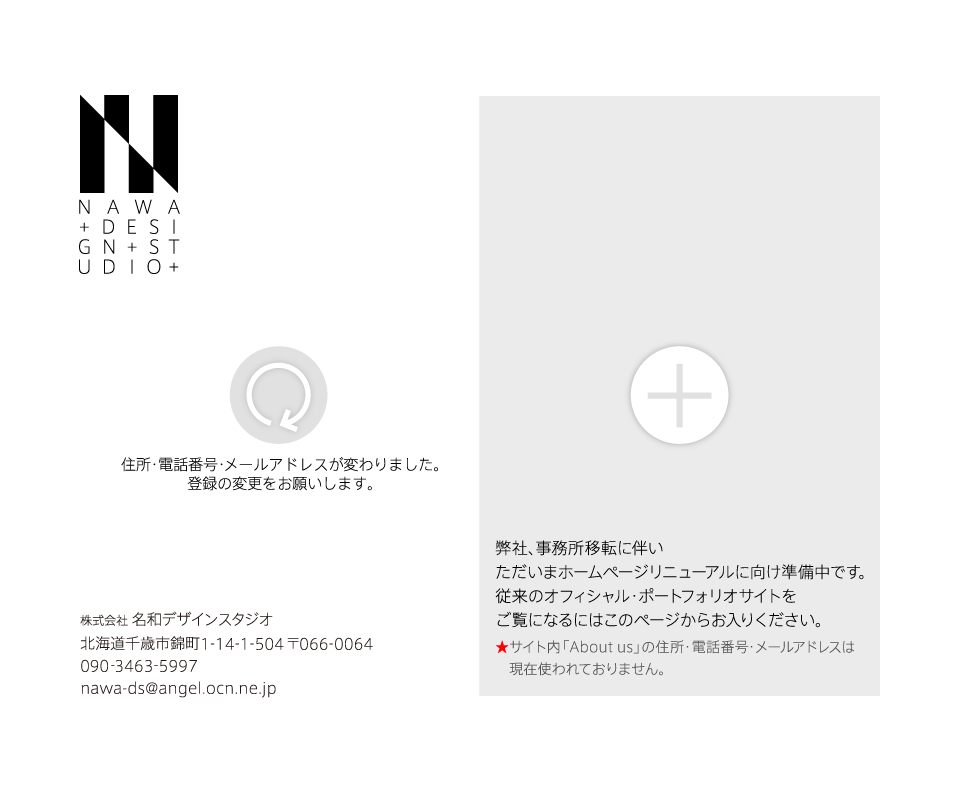 N A W A
+ D E S I
G N + S T
U D I O +
住所・電話番号・メールアドレスが変わりました。
登録の変更をお願いします。
株式会社 名和デザインスタジオ
北海道千歳市錦町1-14-1-504 〒066-0064
090-3463-5997
nawa-ds@angel.ocn.ne.jp
弊社、事務所移転に伴い
ただいまホームページリニューアルに向け準備中です。
従来のオフィシャル・ポートフォリオサイトを
ご覧になるにはこのページからお入りください。
★サイト内「About us」の住所・電話番号・メールアドレスは
現在使われておりません。